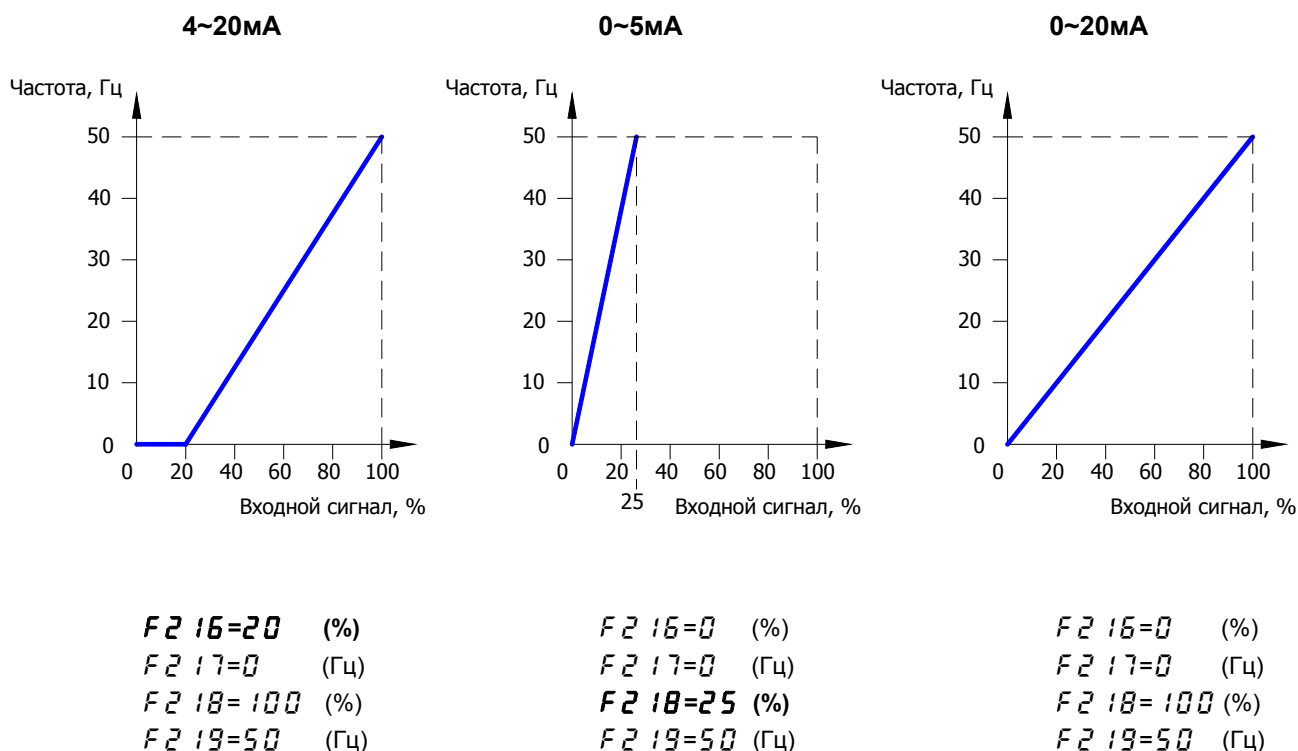 4~20мА
Частота, Гц
50
40
30
20
10
0
0 20 40 60 80 100
Входной сигнал, %
F216=20 (%)
F217=0 (Гц)
F218=100 (%)
F219=50 (Гц)
0~5мА
Частота, Гц
50
40
30
20
10
0
0 20 40 60 80 100
25
Входной сигнал, %
F216=0 (%)
F217=0 (Гц)
F218=25 (%)
F219=50 (Гц)
0~20мА
Частота, Гц
50
40
30
20
10
0
0 20 40 60 80 100
Входной сигнал, %
F216=0 (%)
F217=0 (Гц)
F218=100 (%)
F219=50 (Гц)